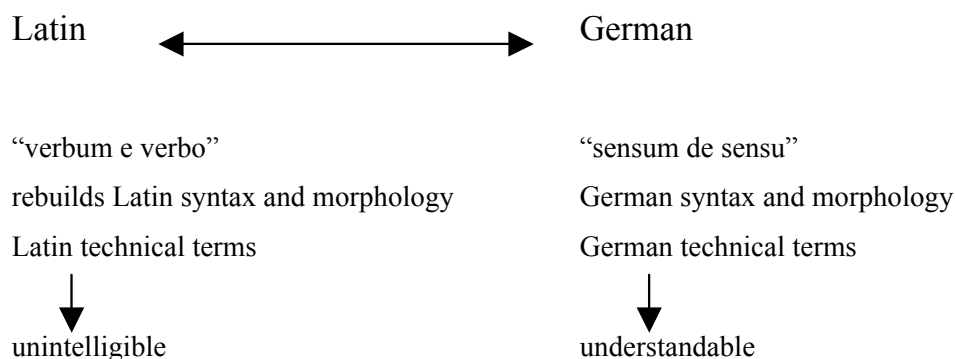 Latin German
“verbum e verbo” “sensum de sensu”
rebuilds Latin syntax and morphology German syntax and morphology
Latin technical terms German technical terms
unintelligible understandable